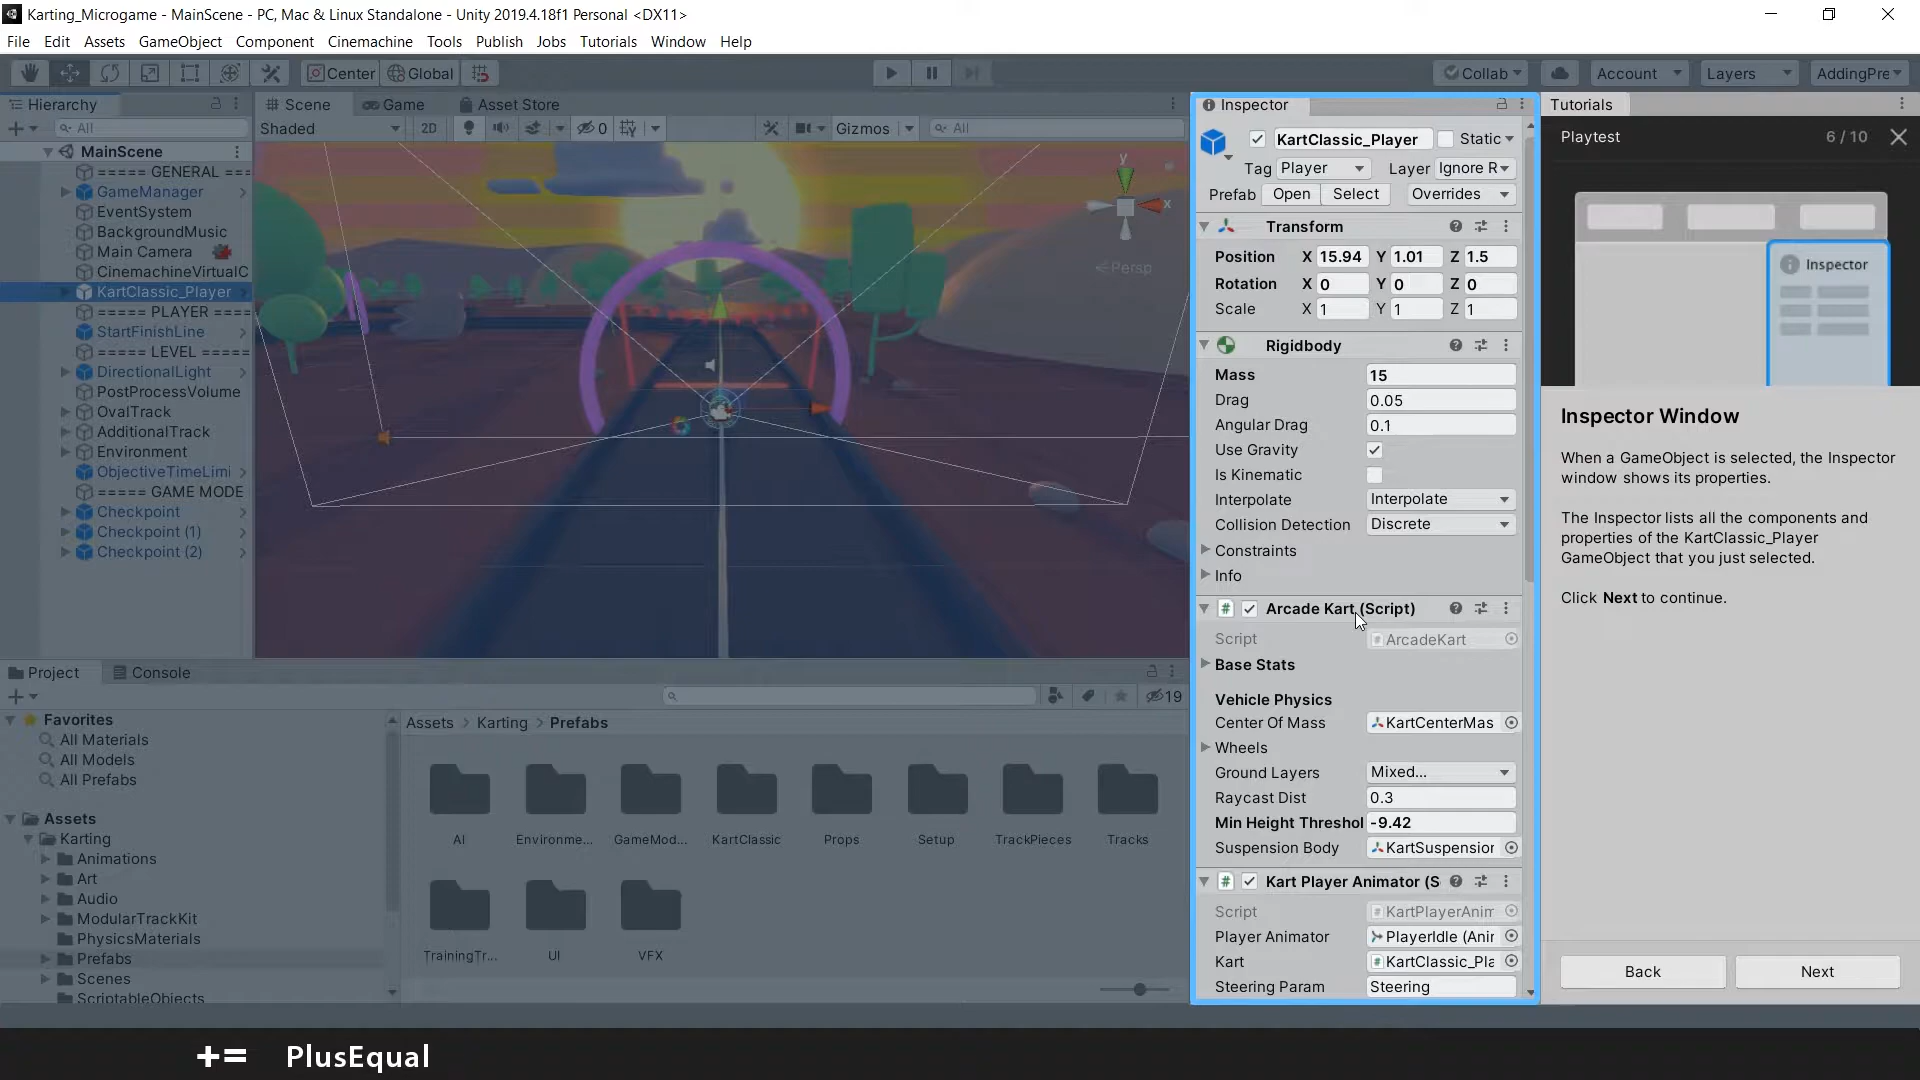 Karting_Microgame - MainScene - PC, Mac & Linux Standalone - Unity 2019.4.18f1 Personal <DX11>
File Edit Assets GameObject Component Cinemachine Tools Publish Jobs Tutorials Window Help
Center Global
Collab Account Layers AddingPre
Hierarchy
All
MainScene
===== GENERAL ===
GameManager
EventSystem
BackgroundMusic
Main Camera
CinemachineVirtualC
KartClassic_Player
===== PLAYER ====
StartFinishLine
===== LEVEL =====
DirectionalLight
PostProcessVolume
OvalTrack
AdditionalTrack
Environment
ObjectiveTimeLimi
===== GAME MODE
Checkpoint
Checkpoint (1)
Checkpoint (2)
Scene Game Asset Store
Shaded 2D 0 Gizmos All
y
x
Persp
Inspector
KartClassic_Player Static
Tag Player Layer Ignore R
Prefab Open Select Overrides
Transform
Position X 15.94 Y 1.01 Z 1.5
Rotation X 0 Y 0 Z 0
Scale X 1 Y 1 Z 1
Rigidbody
Mass 15
Drag 0.05
Angular Drag 0.1
Use Gravity
Is Kinematic
Interpolate Interpolate
Collision Detection Discrete
Constraints
Info
# Arcade Kart (Script)
Script ArcadeKart
Base Stats
Vehicle Physics
Center Of Mass KartCenterMas
Wheels
Ground Layers Mixed...
Raycast Dist 0.3
Min Height Threshol -9.42
Suspension Body KartSuspension
# Kart Player Animator (S
Script KartPlayerAnim
Player Animator PlayerIdle (Anir
Kart KartClassic_Pla
Steering Param Steering
Tutorials
Playtest 6 / 10
Inspector
Inspector Window
When a GameObject is selected, the Inspector
window shows its properties.
The Inspector lists all the components and
properties of the KartClassic_Player
GameObject that you just selected.
Click Next to continue.
Back Next
Project Console
19
Favorites
All Materials
All Models
All Prefabs
Assets
Karting
Animations
Art
Audio
ModularTrackKit
PhysicsMaterials
Prefabs
Scenes
ScriptableObjects
Assets > Karting > Prefabs
AI Environme... GameMod... KartClassic Props Setup TrackPieces Tracks
TrainingTr... UI VFX
+= PlusEqual